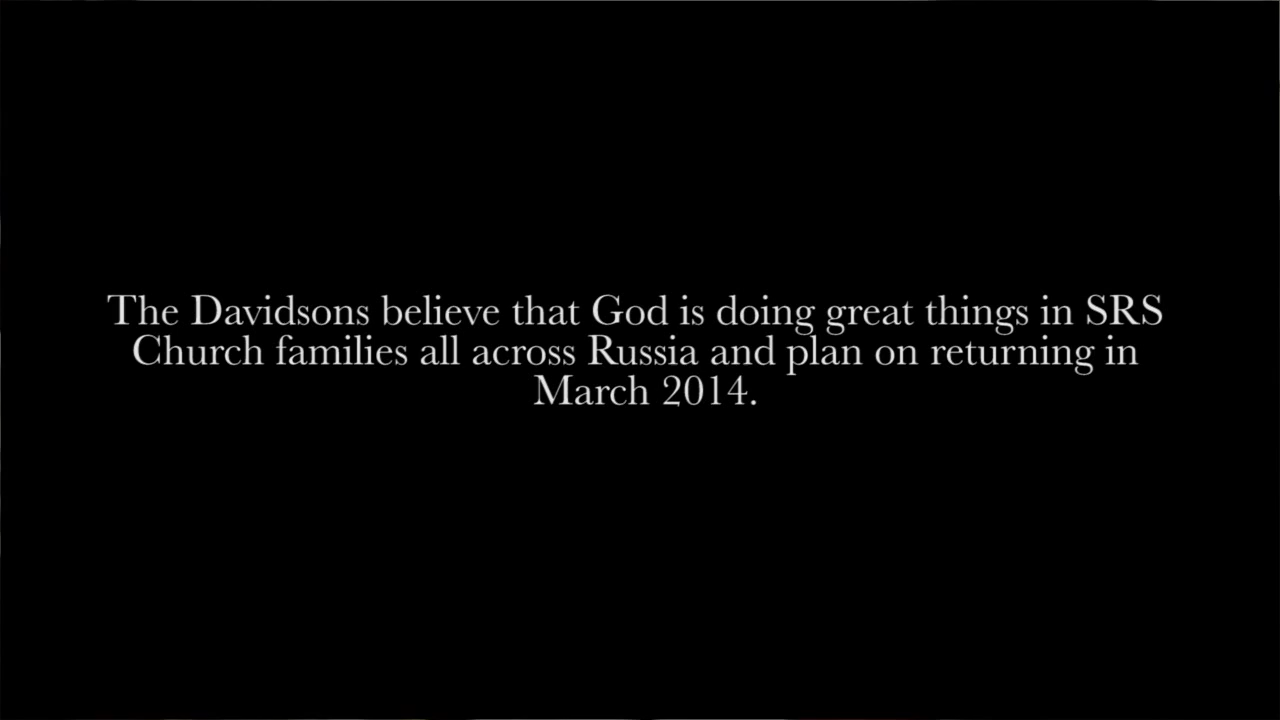 The Davidsons believe that God is doing great things in SRS
Church families all across Russia and plan on returning in
March 2014.